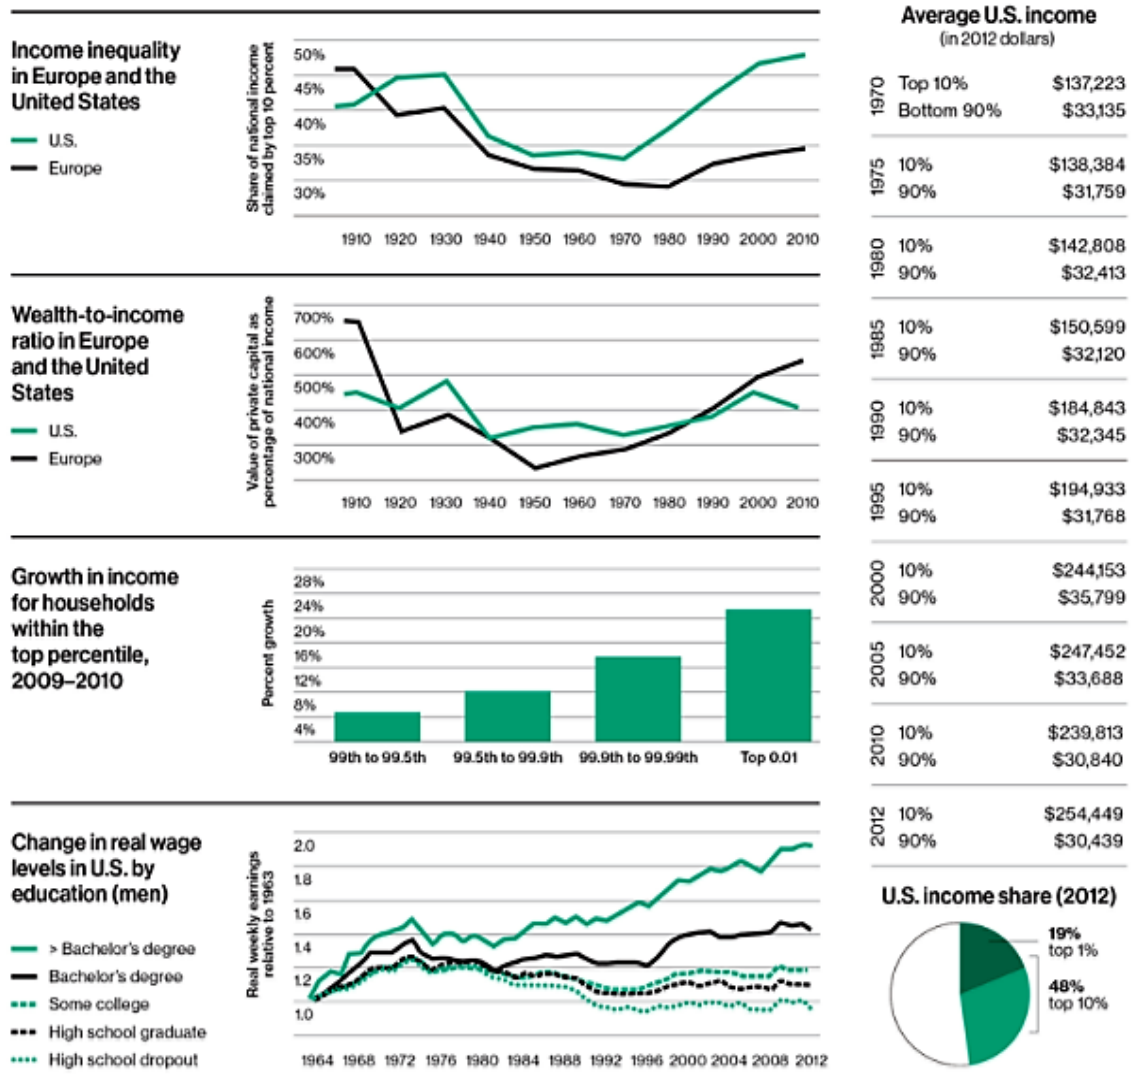 Income inequality
in Europe and the
United States
U.S.
Europe
Share of national income
claimed by top 10 percent
50%
45%
40%
35%
30%
1910 1920 1930 1940 1950 1960 1970 1980 1990 2000 2010
Wealth-to-income
ratio in Europe
and the United
States
U.S.
Europe
Value of private capital as
percentage of national income
700%
600%
500%
400%
300%
1910 1920 1930 1940 1950 1960 1970 1980 1990 2000 2010
Growth in income
for households
within the
top percentile,
2009–2010
Percent growth
28%
24%
20%
16%
12%
8%
4%
99th to 99.5th 99.5th to 99.9th 99.9th to 99.99th Top 0.01
Change in real wage
levels in U.S. by
education (men)
> Bachelor's degree
Bachelor's degree
Some college
High school graduate
High school dropout
Real weekly earnings
relative to 1963
2.0
1.8
1.6
1.4
1.2
1.0
1964 1968 1972 1976 1980 1984 1988 1992 1996 2000 2004 2008 2012
Average U.S. income
(in 2012 dollars)
1970
Top 10% $137,223
Bottom 90% $33,135
1975
10% $138,384
90% $31,759
1980
10% $142,808
90% $32,413
1985
10% $150,599
90% $32,120
1990
10% $184,843
90% $32,345
1995
10% $194,933
90% $31,768
2000
10% $244,153
90% $35,799
2005
10% $247,452
90% $33,688
2010
10% $239,813
90% $30,840
2012
10% $254,449
90% $30,439
U.S. income share (2012)
19%
top 1%
48%
top 10%